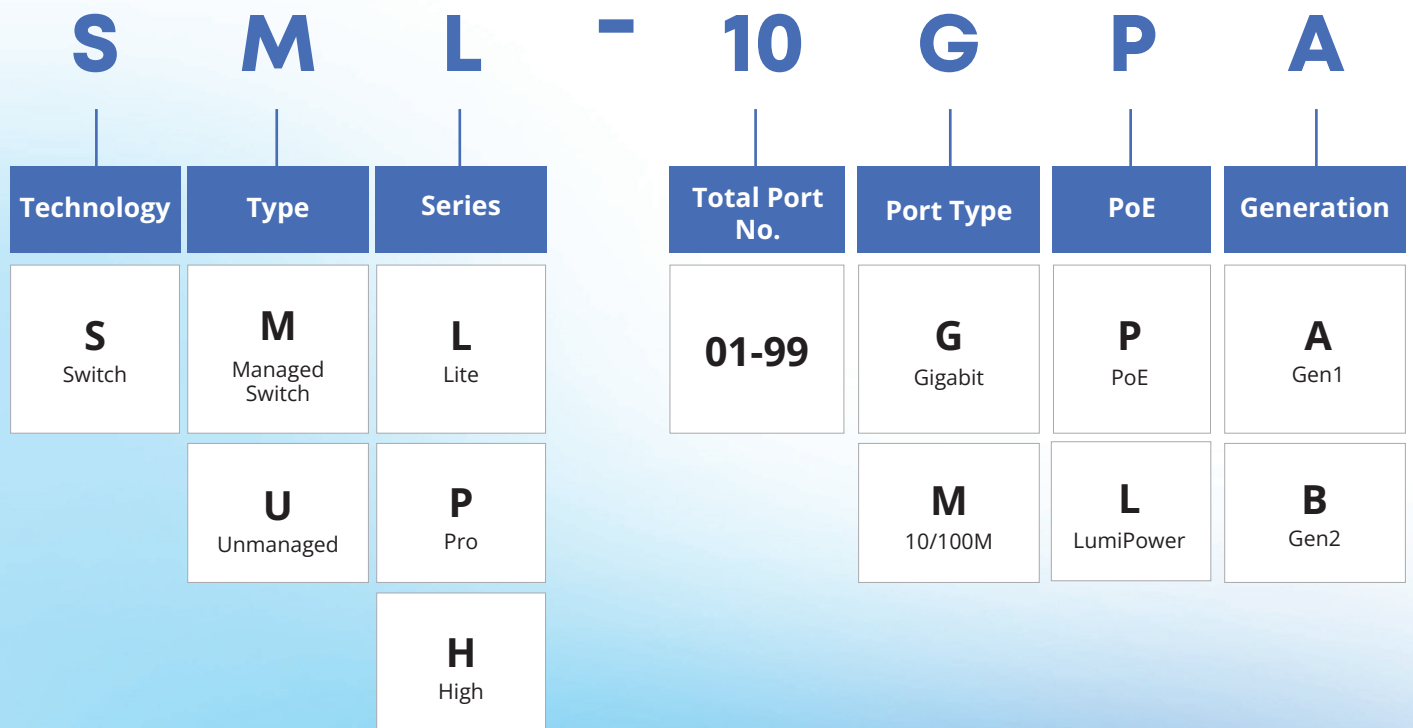 S M L - 10 G P A
Technology
Type
Series
Total Port
No.
Port Type
PoE
Generation
S
Switch
M
Managed
Switch
L
Lite
01-99
G
Gigabit
P
PoE
A
Gen1
U
Unmanaged
P
Pro
M
10/100M
L
LumiPower
B
Gen2
H
High